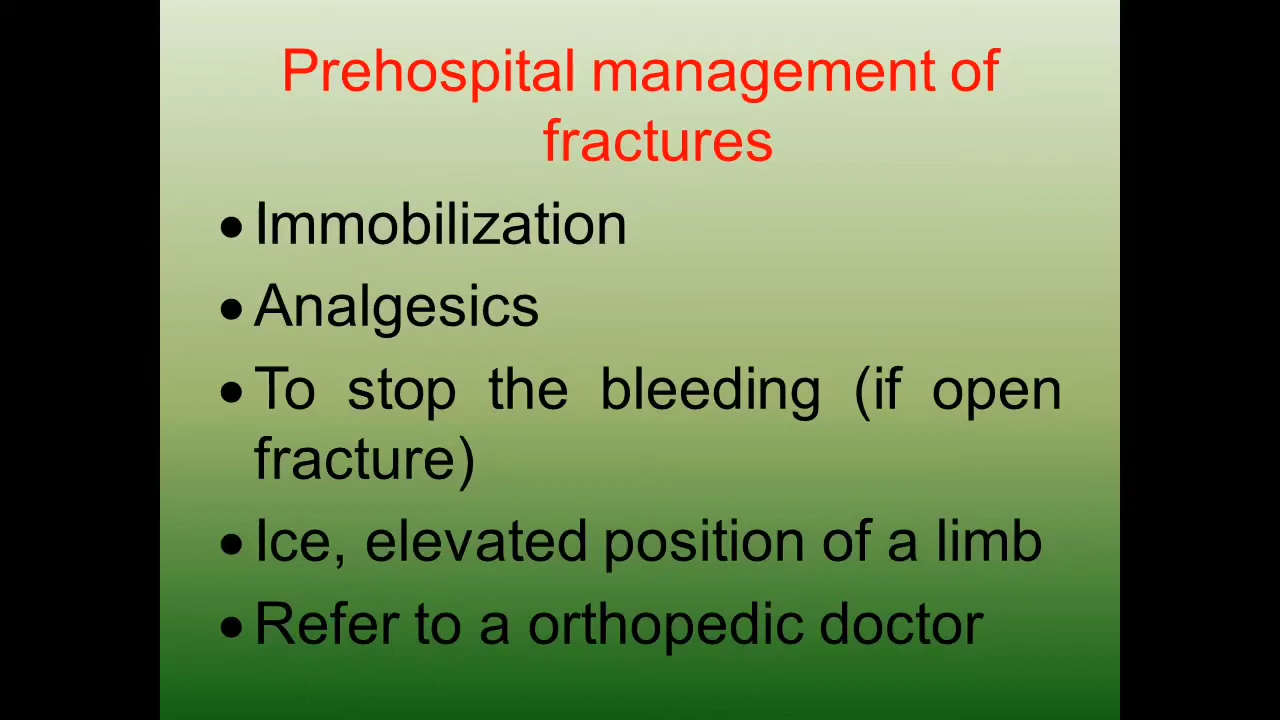 Prehospital management of
fractures
• Immobilization
• Analgesics
• To stop the bleeding (if open
fracture)
• Ice, elevated position of a limb
• Refer to a orthopedic doctor